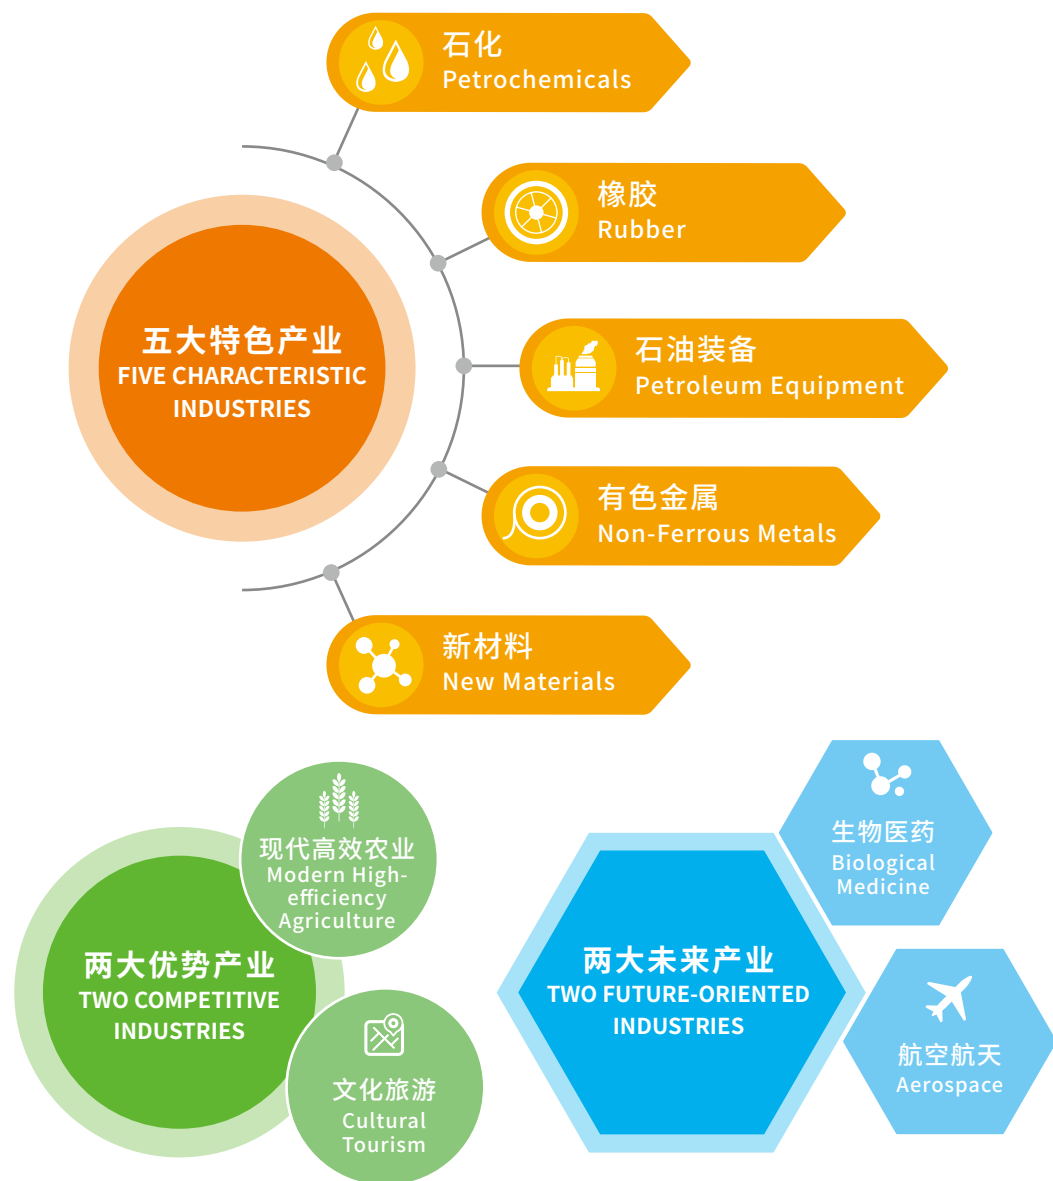 石化
Petrochemicals
橡胶
Rubber
五大特色产业
FIVE CHARACTERISTIC
INDUSTRIES
石油装备
Petroleum Equipment
有色金属
Non-Ferrous Metals
新材料
New Materials
现代高效农业
Modern High-
efficiency
Agriculture
两大优势产业
TWO COMPETITIVE
INDUSTRIES
文化旅游
Cultural
Tourism
生物医药
Biological
Medicine
两大未来产业
TWO FUTURE-ORIENTED
INDUSTRIES
航空航天
Aerospace